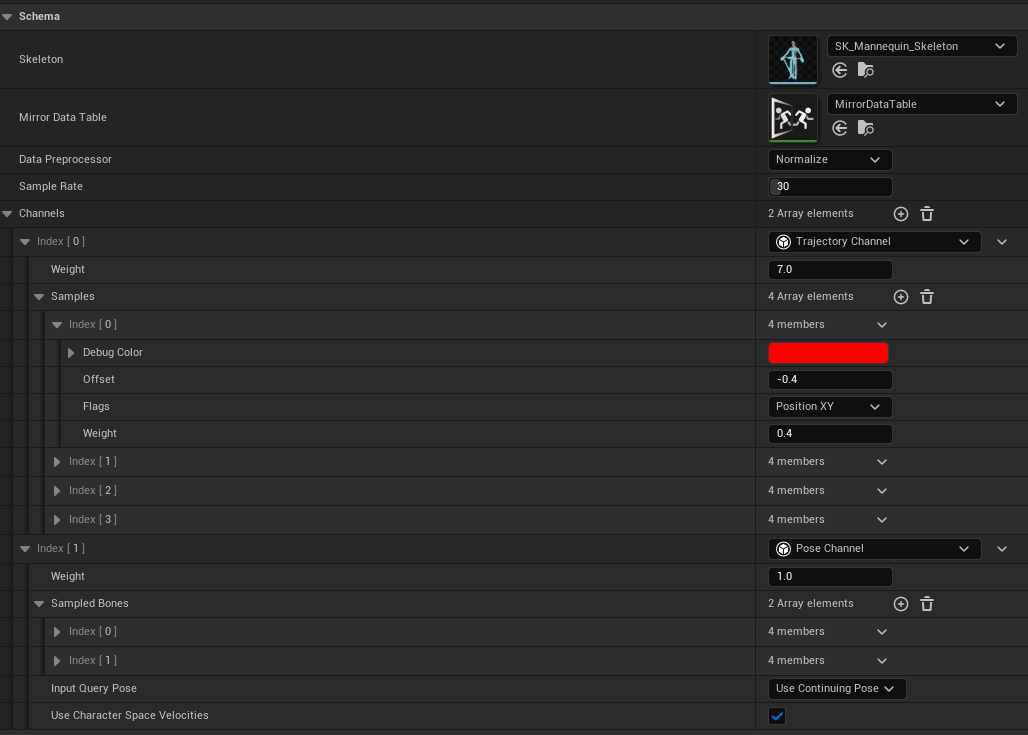 Schema
Skeleton
SK_Mannequin_Skeleton
Mirror Data Table
MirrorDataTable
Data Preprocessor
Normalize
Sample Rate
30
Channels
2 Array elements
Index [ 0 ]
Trajectory Channel
Weight
7.0
Samples
4 Array elements
Index [ 0 ]
4 members
Debug Color
Offset
-0.4
Flags
Position XY
Weight
0.4
Index [ 1 ]
4 members
Index [ 2 ]
4 members
Index [ 3 ]
4 members
Index [ 1 ]
Pose Channel
Weight
1.0
Sampled Bones
2 Array elements
Index [ 0 ]
4 members
Index [ 1 ]
4 members
Input Query Pose
Use Continuing Pose
Use Character Space Velocities